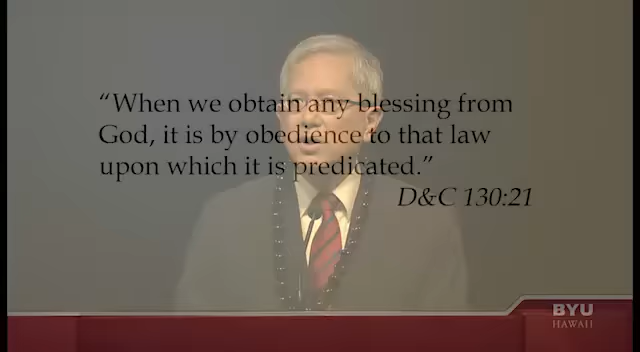 “When we obtain any blessing from
God, it is by obedience to that law
upon which it is predicated.”
D&C 130:21
BYU
HAWAII